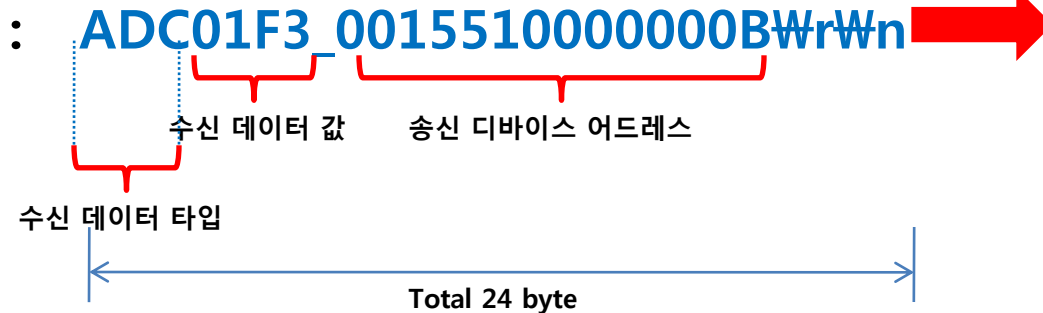 : ADC01F3_0015510000000B₩r₩n
수신 데이터 값 송신 디바이스 어드레스
수신 데이터 타입
Total 24 byte